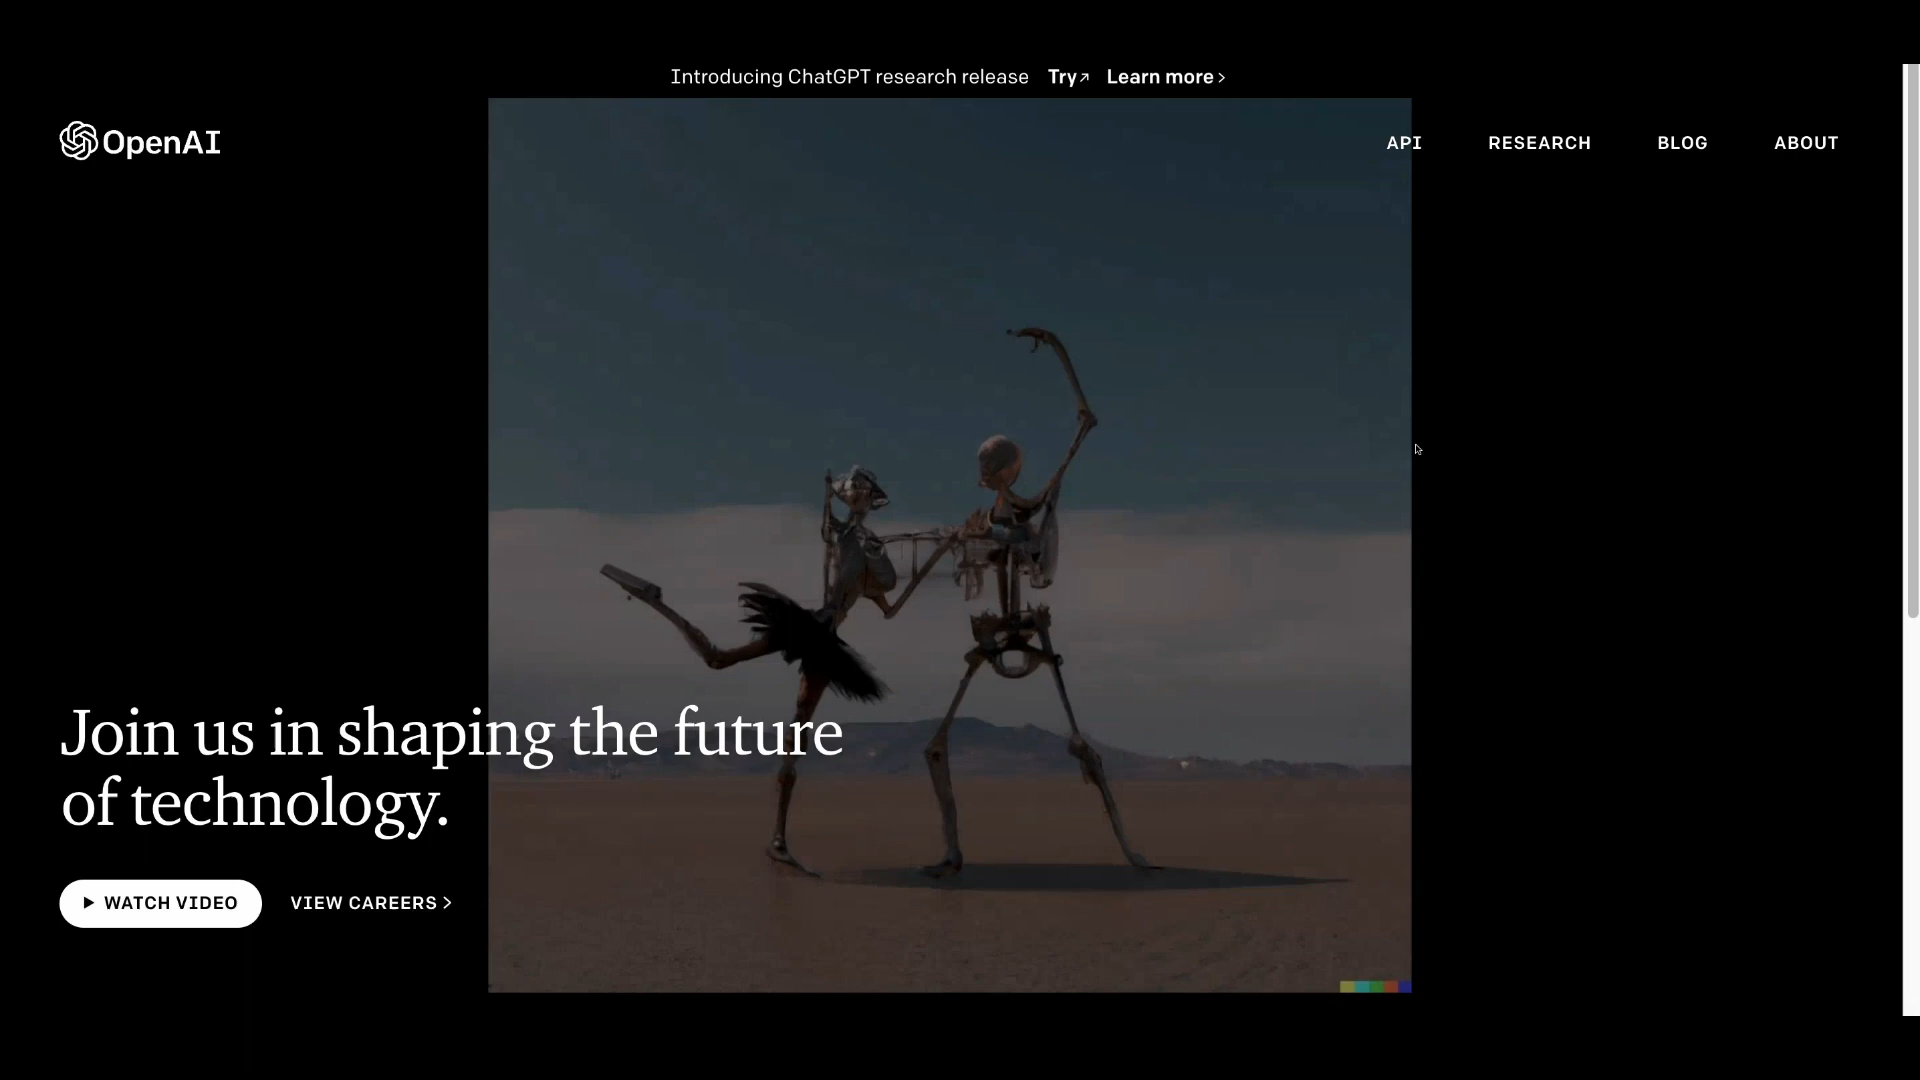 Introducing ChatGPT research release Try↗ Learn more >
OpenAI
API RESEARCH BLOG ABOUT
Join us in shaping the future
of technology.
WATCH VIDEO VIEW CAREERS >